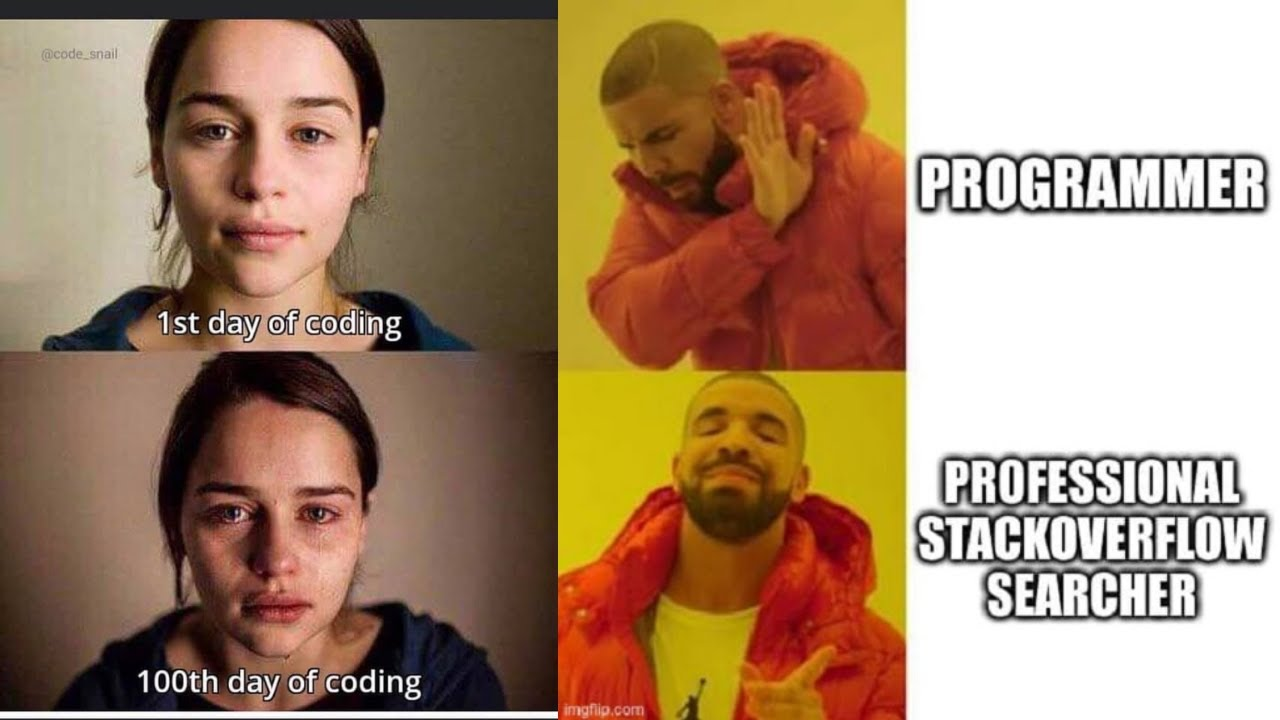 @code_snail
1st day of coding
100th day of coding
PROGRAMMER
PROFESSIONAL
STACKOVERFLOW
SEARCHER
imgflip.com